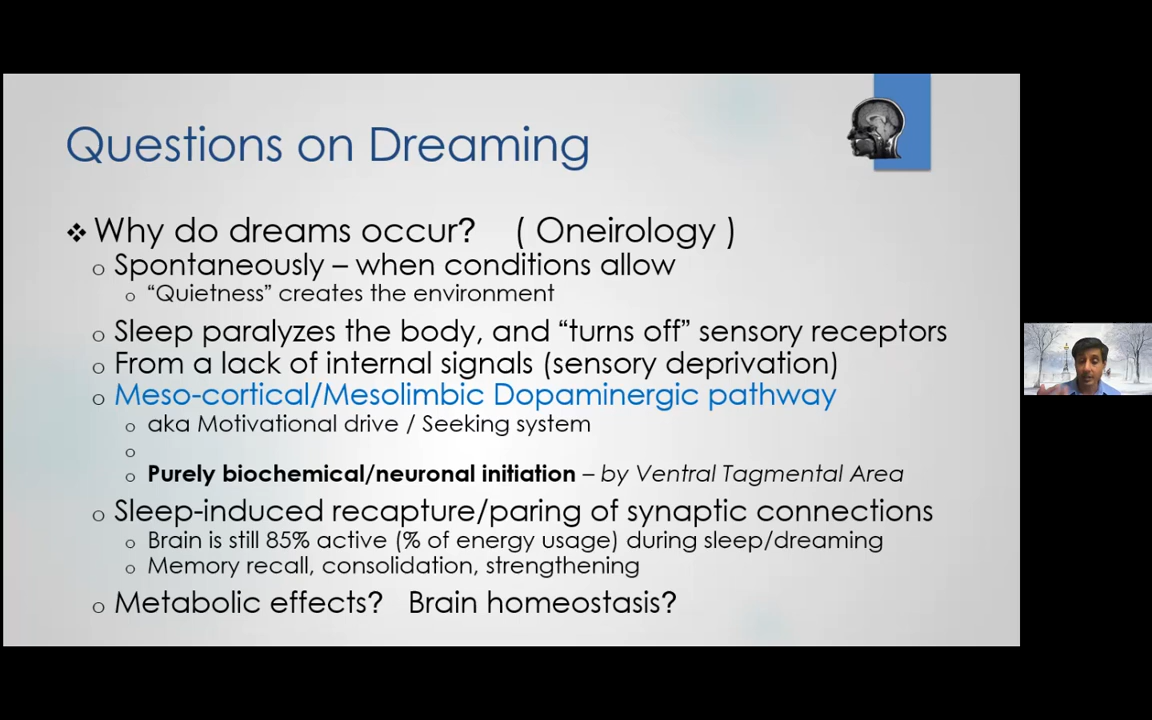 Questions on Dreaming
❖ Why do dreams occur? ( Oneirology )
o Spontaneously – when conditions allow
o “Quietness” creates the environment
o Sleep paralyzes the body, and “turns off” sensory receptors
o From a lack of internal signals (sensory deprivation)
o Meso-cortical/Mesolimbic Dopaminergic pathway
o aka Motivational drive / Seeking system
o
o Purely biochemical/neuronal initiation – by Ventral Tagmental Area
o Sleep-induced recapture/paring of synaptic connections
o Brain is still 85% active (% of energy usage) during sleep/dreaming
o Memory recall, consolidation, strengthening
o Metabolic effects? Brain homeostasis?